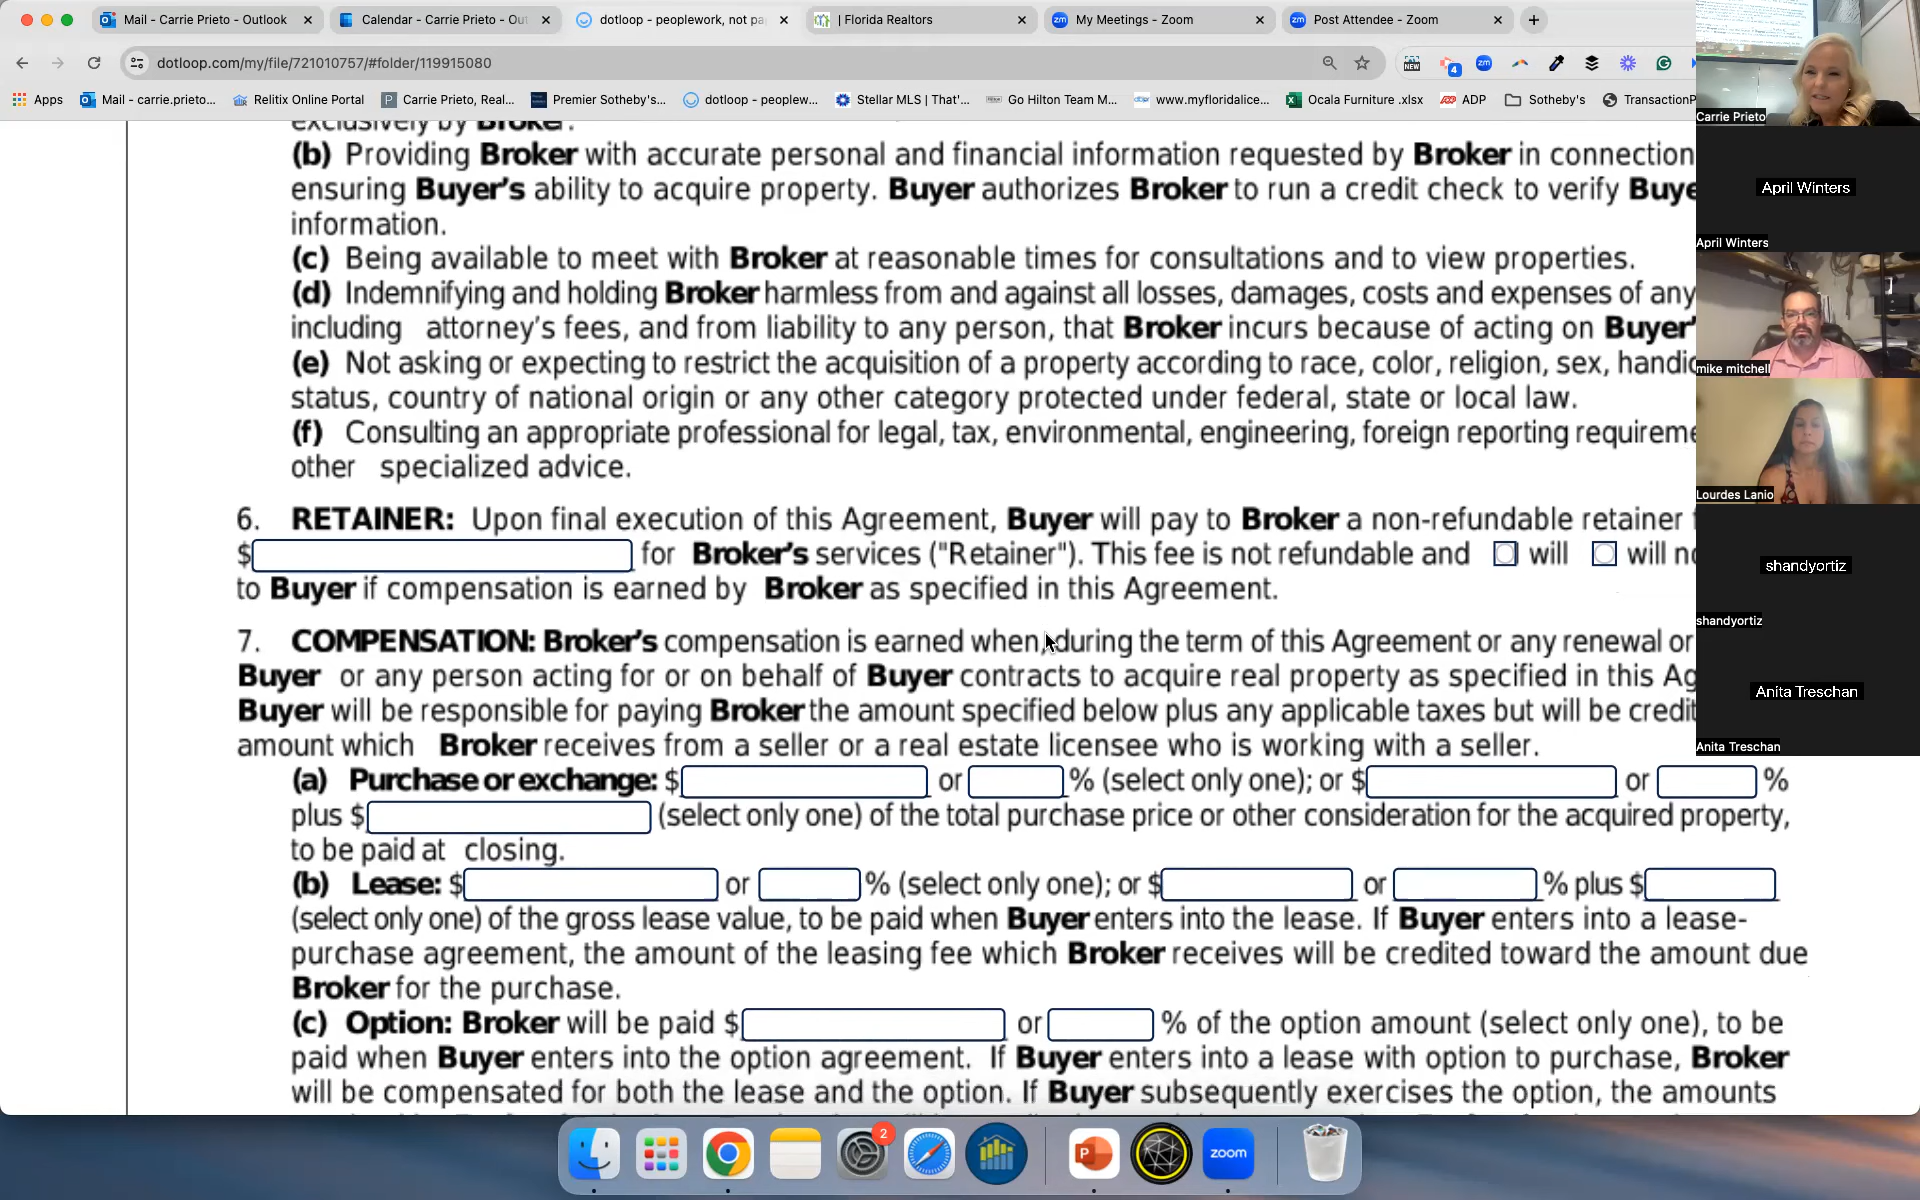 Mail - Carrie Prieto - Outlook
Calendar - Carrie Prieto - Out
dotloop - peoplework, not pa
| Florida Realtors
My Meetings - Zoom
Post Attendee - Zoom
dotloop.com/my/file/721010757/#folder/119915080
NEW
4
zm
Apps
Mail - carrie.prieto...
Relitix Online Portal
Carrie Prieto, Real...
Premier Sotheby's...
dotloop - peoplew...
Stellar MLS | That'...
Go Hilton Team M...
www.myfloridalice...
Ocala Furniture .xlsx
ADP
Sotheby's
TransactionP
exclusively by Broker.
(b) Providing Broker with accurate personal and financial information requested by Broker in connection
ensuring Buyer's ability to acquire property. Buyer authorizes Broker to run a credit check to verify Buye
information.
(c) Being available to meet with Broker at reasonable times for consultations and to view properties.
(d) Indemnifying and holding Broker harmless from and against all losses, damages, costs and expenses of any
including attorney's fees, and from liability to any person, that Broker incurs because of acting on Buyer'
(e) Not asking or expecting to restrict the acquisition of a property according to race, color, religion, sex, handic
status, country of national origin or any other category protected under federal, state or local law.
(f) Consulting an appropriate professional for legal, tax, environmental, engineering, foreign reporting requireme
other specialized advice.
6. RETAINER: Upon final execution of this Agreement, Buyer will pay to Broker a non-refundable retainer
$ for Broker's services ("Retainer"). This fee is not refundable and will will no
to Buyer if compensation is earned by Broker as specified in this Agreement.
7. COMPENSATION: Broker's compensation is earned when, during the term of this Agreement or any renewal or
Buyer or any person acting for or on behalf of Buyer contracts to acquire real property as specified in this Ag
Buyer will be responsible for paying Broker the amount specified below plus any applicable taxes but will be credit
amount which Broker receives from a seller or a real estate licensee who is working with a seller.
(a) Purchase or exchange: $ or % (select only one); or $ or %
plus $ (select only one) of the total purchase price or other consideration for the acquired property,
to be paid at closing.
(b) Lease: $ or % (select only one); or $ or % plus $
(select only one) of the gross lease value, to be paid when Buyer enters into the lease. If Buyer enters into a lease-
purchase agreement, the amount of the leasing fee which Broker receives will be credited toward the amount due
Broker for the purchase.
(c) Option: Broker will be paid $ or % of the option amount (select only one), to be
paid when Buyer enters into the option agreement. If Buyer enters into a lease with option to purchase, Broker
will be compensated for both the lease and the option. If Buyer subsequently exercises the option, the amounts
Carrie Prieto
April Winters
April Winters
mike mitchell
Lourdes Lanio
shandyortiz
shandyortiz
Anita Treschan
Anita Treschan
2
zoom